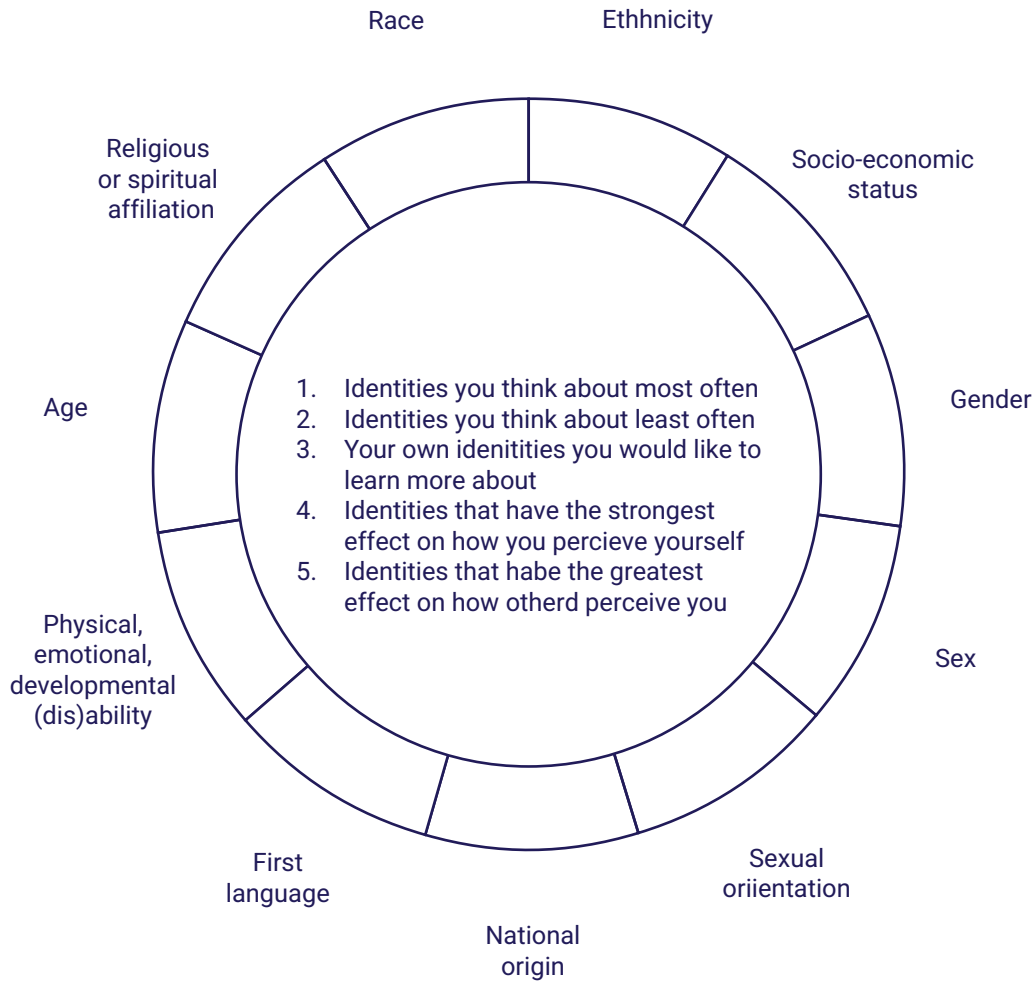 Race
Ethhnicity
Religious
or spiritual
affiliation
Socio-economic
status
Age
1. Identities you think about most often
2. Identities you think about least often
3. Your own idenitities you would like to
learn more about
4. Identities that have the strongest
effect on how you percieve yourself
5. Identities that habe the greatest
effect on how otherd perceive you
Gender
Physical,
emotional,
developmental
(dis)ability
Sex
First
language
Sexual
oriientation
National
origin